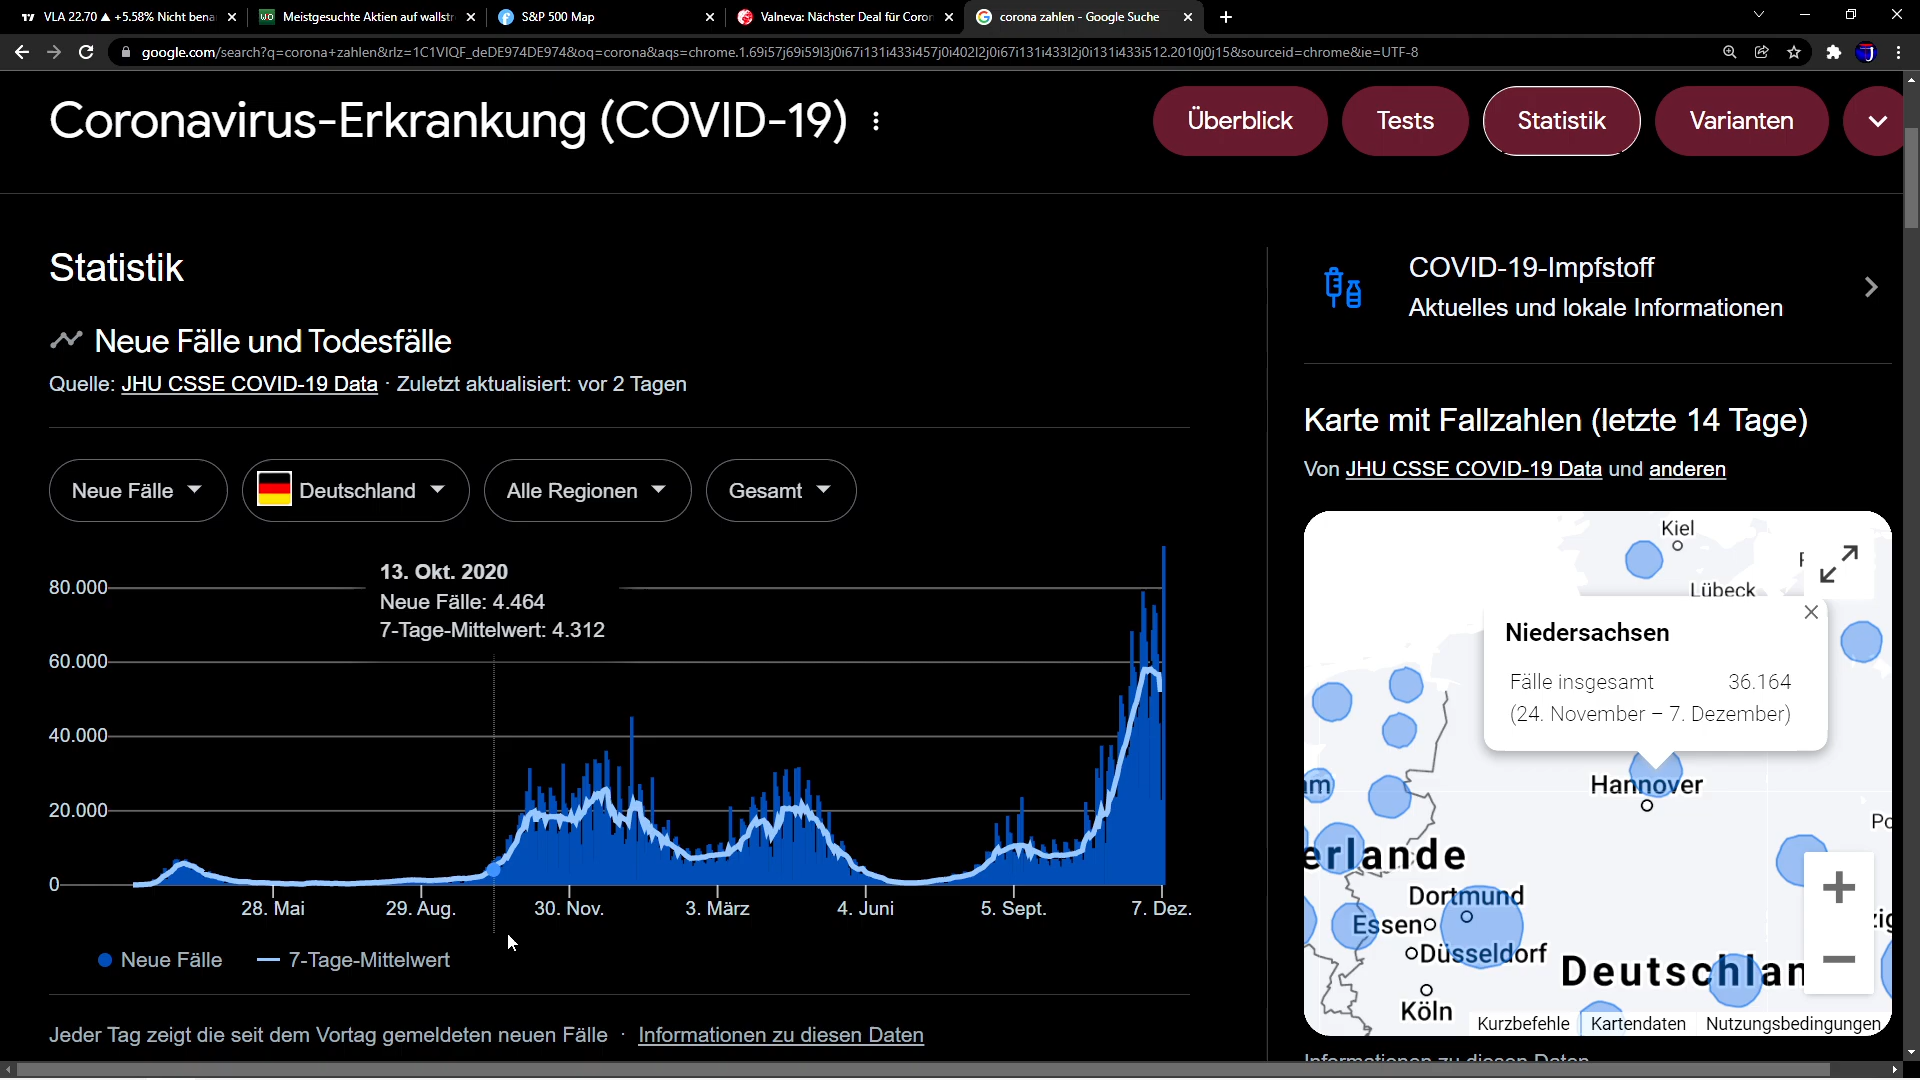 VLA 22.70 ▲ +5.58% Nicht bena
Meistgesuchte Aktien auf wallstr
S&P 500 Map
Valneva: Nächster Deal für Coron
corona zahlen - Google Suche
google.com/search?q=corona+zahlen&rlz=1C1VIQF_deDE974DE974&oq=corona&aqs=chrome.1.69i57j69i59l3j0i67i131i433i457j0i402l2j0i67i131i433l2j0i131i433i512.2010j0j15&sourceid=chrome&ie=UTF-8
Coronavirus-Erkrankung (COVID-19)
Überblick
Tests
Statistik
Varianten
Statistik
Neue Fälle und Todesfälle
Quelle: JHU CSSE COVID-19 Data · Zuletzt aktualisiert: vor 2 Tagen
Neue Fälle
Deutschland
Alle Regionen
Gesamt
13. Okt. 2020
Neue Fälle: 4.464
7-Tage-Mittelwert: 4.312
80.000
60.000
40.000
20.000
0
28. Mai
29. Aug.
30. Nov.
3. März
4. Juni
5. Sept.
7. Dez.
Neue Fälle
7-Tage-Mittelwert
Jeder Tag zeigt die seit dem Vortag gemeldeten neuen Fälle · Informationen zu diesen Daten
COVID-19-Impfstoff
Aktuelles und lokale Informationen
Karte mit Fallzahlen (letzte 14 Tage)
Von JHU CSSE COVID-19 Data und anderen
Kiel
Lübeck
Niedersachsen
Fälle insgesamt 36.164
(24. November – 7. Dezember)
Hannover
am
Po
erlande
Dortmund
Essen
zig
Düsseldorf
Deutschlan
Köln
Kurzbefehle
Kartendaten
Nutzungsbedingungen
Informationen zu diesen Daten